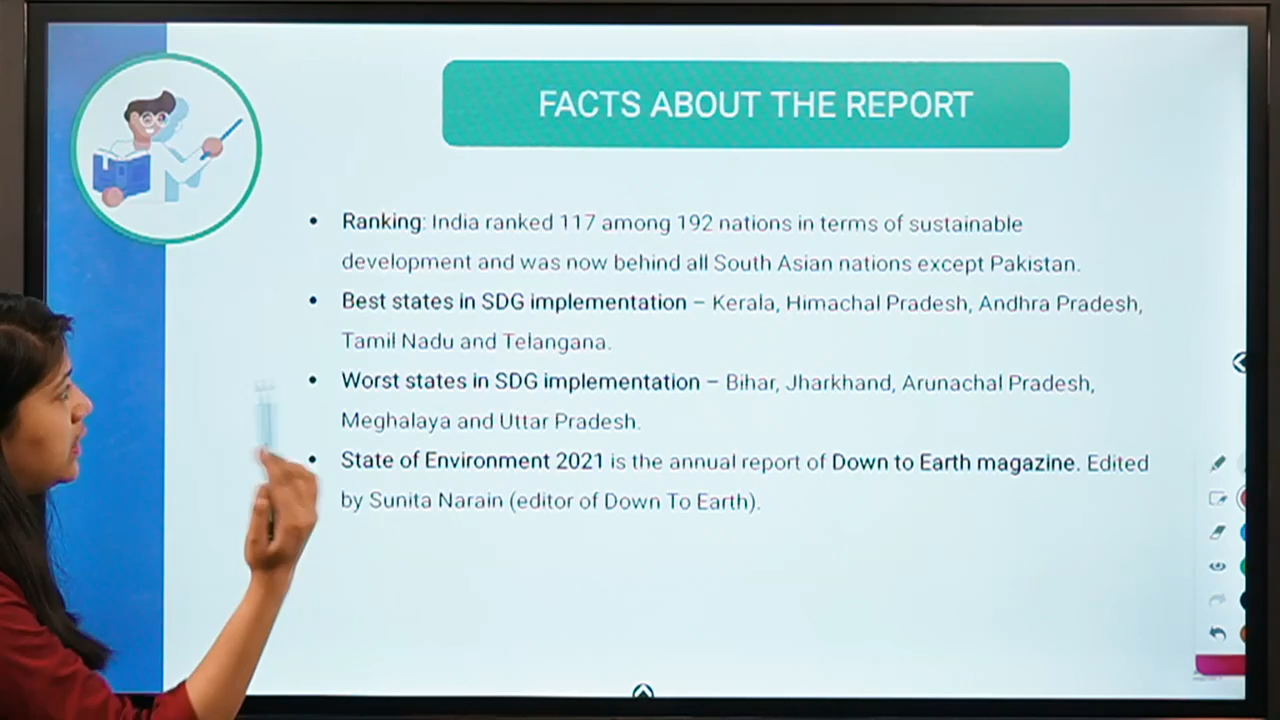 FACTS ABOUT THE REPORT
• Ranking: India ranked 117 among 192 nations in terms of sustainable
development and was now behind all South Asian nations except Pakistan.
• Best states in SDG implementation – Kerala, Himachal Pradesh, Andhra Pradesh,
Tamil Nadu and Telangana.
• Worst states in SDG implementation – Bihar, Jharkhand, Arunachal Pradesh,
Meghalaya and Uttar Pradesh.
• State of Environment 2021 is the annual report of Down to Earth magazine. Edited
by Sunita Narain (editor of Down To Earth).